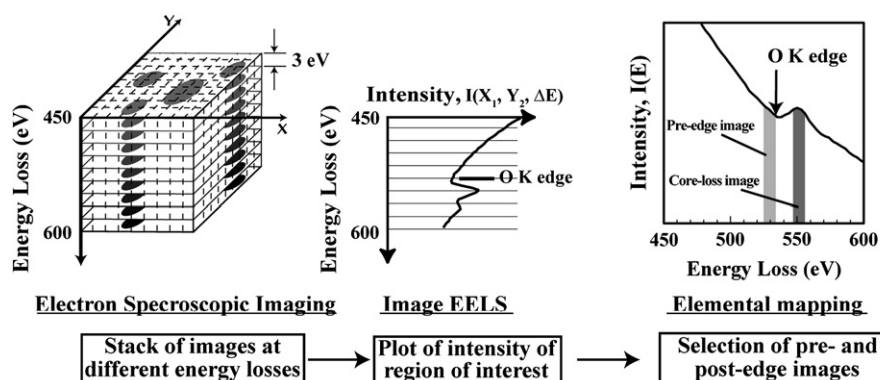 Y
3 eV
450
X
Energy Loss (eV)
600
Electron Specroscopic Imaging
Stack of images at
different energy losses
Intensity, I(X₁, Y₂, ΔE)
450
O K edge
Energy Loss (eV)
600
Image EELS
Plot of intensity of
region of interest
Intensity, I(E)
O K edge
Pre-edge image
Core-loss image
450 500 550 600
Energy Loss (eV)
Elemental mapping
Selection of pre- and
post-edge images